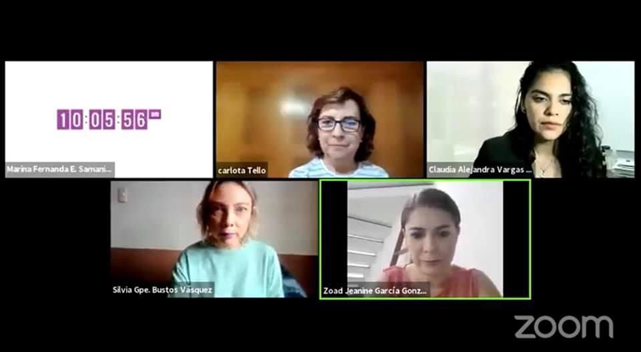 10:05:56
Marina Fernanda E. Samani...
carlota Tello
Claudia Alejandra Vargas ...
Silvia Gpe. Bustos Vásquez
Zoad Jeanine García Gonz...
zoom